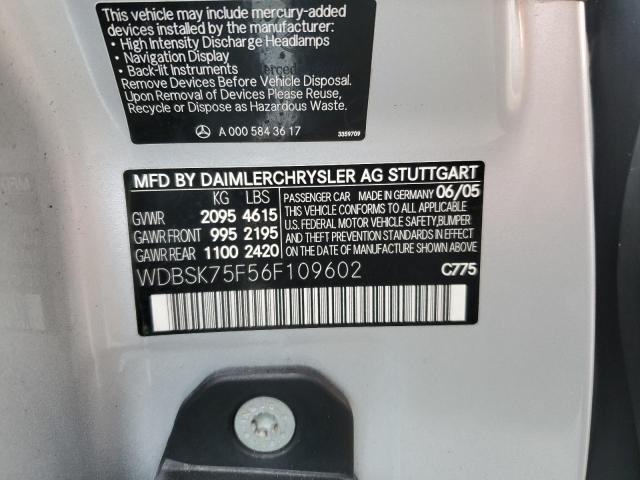 This vehicle may include mercury-added
devices installed by the manufacturer:
• High Intensity Discharge Headlamps
• Navigation Display
• Back-lit Instruments
Remove Devices Before Vehicle Disposal.
Upon Removal of Devices Please Reuse,
Recycle or Dispose as Hazardous Waste.
A 000 584 36 17 3359709
MFD BY DAIMLERCHRYSLER AG STUTTGART
KG LBS
GVWR 2095 4615
GAWR FRONT 995 2195
GAWR REAR 1100 2420
PASSENGER CAR MADE IN GERMANY 06/05
THIS VEHICLE CONFORMS TO ALL APPLICABLE
U.S. FEDERAL MOTOR VEHICLE SAFETY, BUMPER
AND THEFT PREVENTION STANDARDS IN EFFECT
ON THE DATE OF MANUFACTURE SHOWN ABOVE.
WDBSK75F56F109602 C775